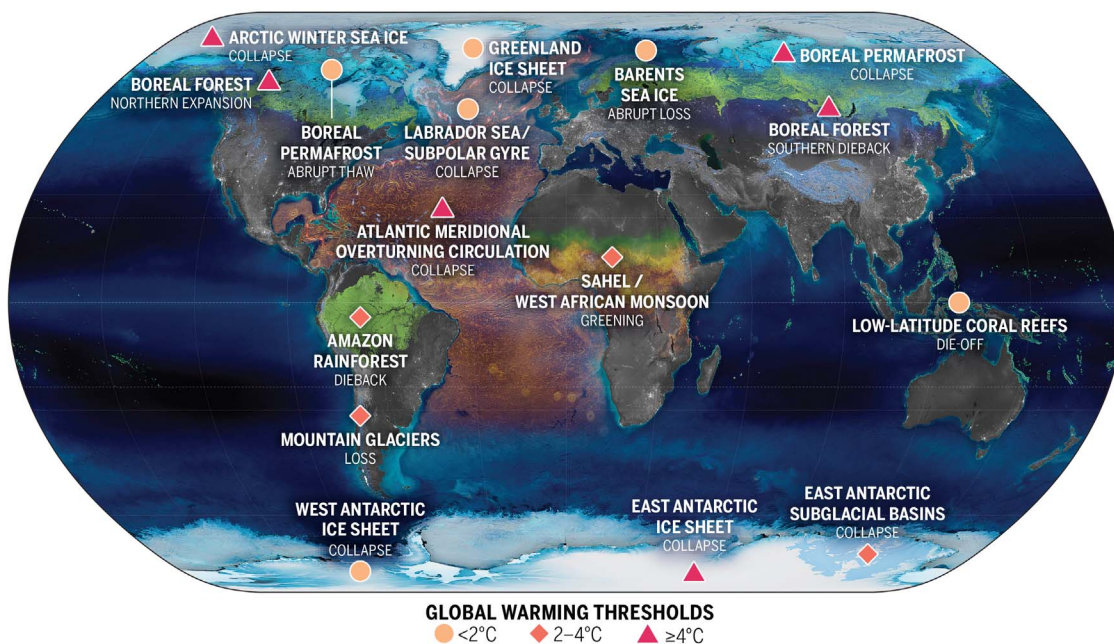 ARCTIC WINTER SEA ICE
COLLAPSE
GREENLAND
ICE SHEET
COLLAPSE
BARENTS
SEA ICE
ABRUPT LOSS
BOREAL PERMAFROST
COLLAPSE
BOREAL FOREST
NORTHERN EXPANSION
BOREAL
PERMAFROST
ABRUPT THAW
LABRADOR SEA/
SUBPOLAR GYRE
COLLAPSE
BOREAL FOREST
SOUTHERN DIEBACK
ATLANTIC MERIDIONAL
OVERTURNING CIRCULATION
COLLAPSE
SAHEL /
WEST AFRICAN MONSOON
GREENING
LOW-LATITUDE CORAL REEFS
DIE-OFF
AMAZON
RAINFOREST
DIEBACK
MOUNTAIN GLACIERS
LOSS
WEST ANTARCTIC
ICE SHEET
COLLAPSE
EAST ANTARCTIC
ICE SHEET
COLLAPSE
EAST ANTARCTIC
SUBGLACIAL BASINS
COLLAPSE
GLOBAL WARMING THRESHOLDS
<2°C 2–4°C ≥4°C